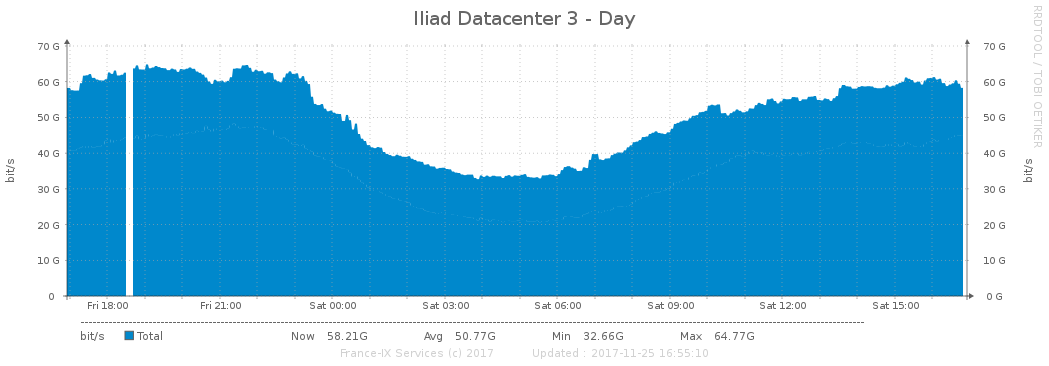 Iliad Datacenter 3 - Day
RRDTOOL / TOBI OETIKER
70 G 70 G
60 G 60 G
50 G 50 G
40 G 40 G
30 G 30 G
20 G 20 G
10 G 10 G
0 0 G
bit/s bit/s
Fri 18:00 Fri 21:00 Sat 00:00 Sat 03:00 Sat 06:00 Sat 09:00 Sat 12:00 Sat 15:00
bit/s Total Now 58.21G Avg 50.77G Min 32.66G Max 64.77G
France-IX Services (c) 2017 Updated : 2017-11-25 16:55:10